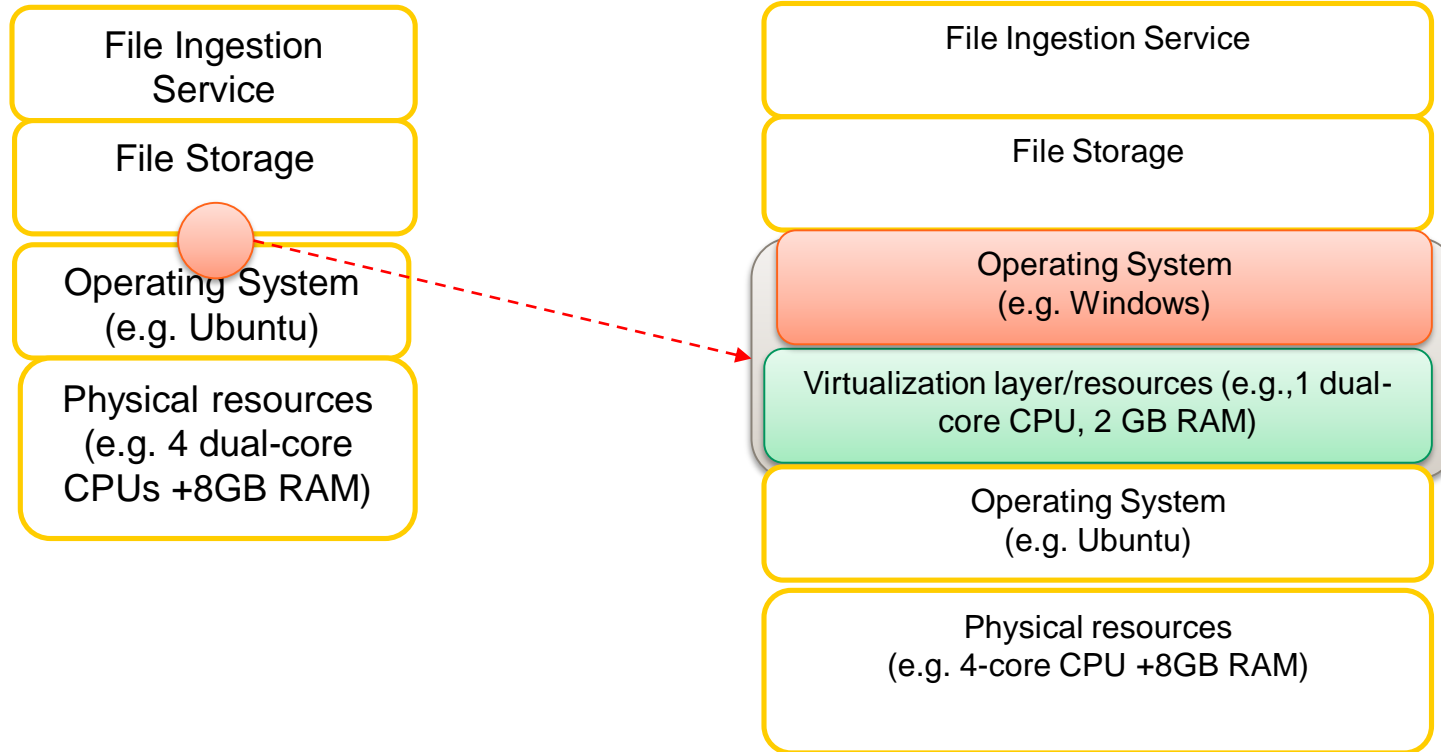 File Ingestion
Service
File Storage
Operating System
(e.g. Ubuntu)
Physical resources
(e.g. 4 dual-core
CPUs +8GB RAM)
File Ingestion Service
File Storage
Operating System
(e.g. Windows)
Virtualization layer/resources (e.g.,1 dual-
core CPU, 2 GB RAM)
Operating System
(e.g. Ubuntu)
Physical resources
(e.g. 4-core CPU +8GB RAM)